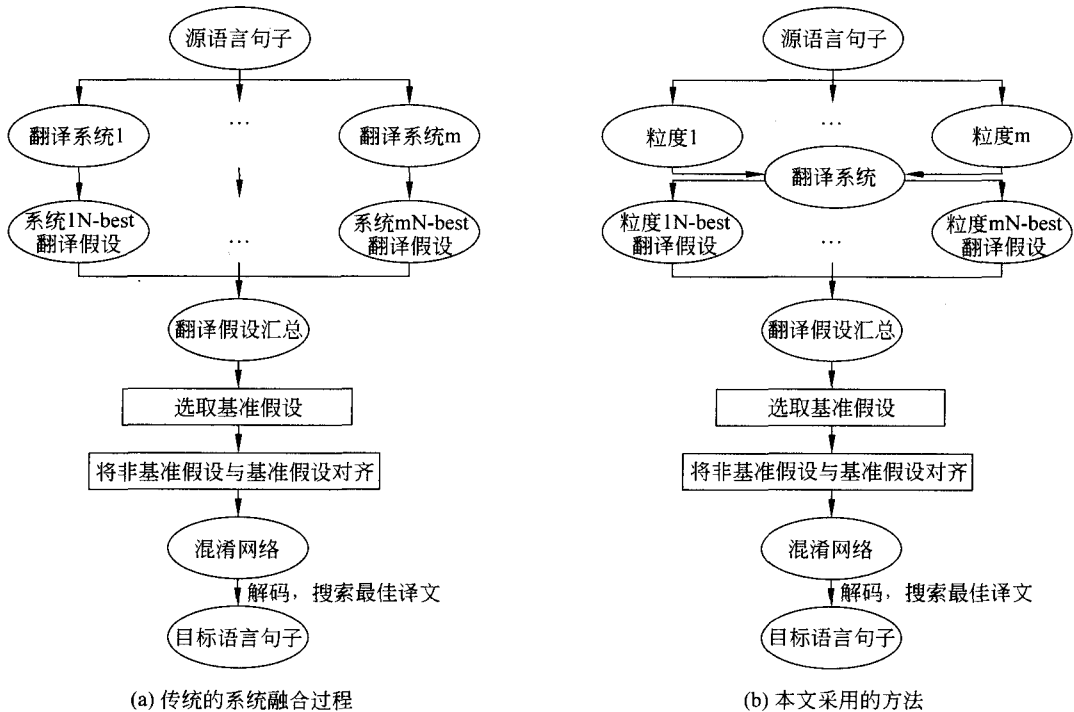 源语言句子
翻译系统1
…
翻译系统m
系统1N-best
翻译假设
…
系统mN-best
翻译假设
翻译假设汇总
选取基准假设
将非基准假设与基准假设对齐
混淆网络
解码，搜索最佳译文
目标语言句子
(a) 传统的系统融合过程
源语言句子
粒度1
…
粒度m
翻译系统
粒度1N-best
翻译假设
…
粒度mN-best
翻译假设
翻译假设汇总
选取基准假设
将非基准假设与基准假设对齐
混淆网络
解码，搜索最佳译文
目标语言句子
(b) 本文采用的方法